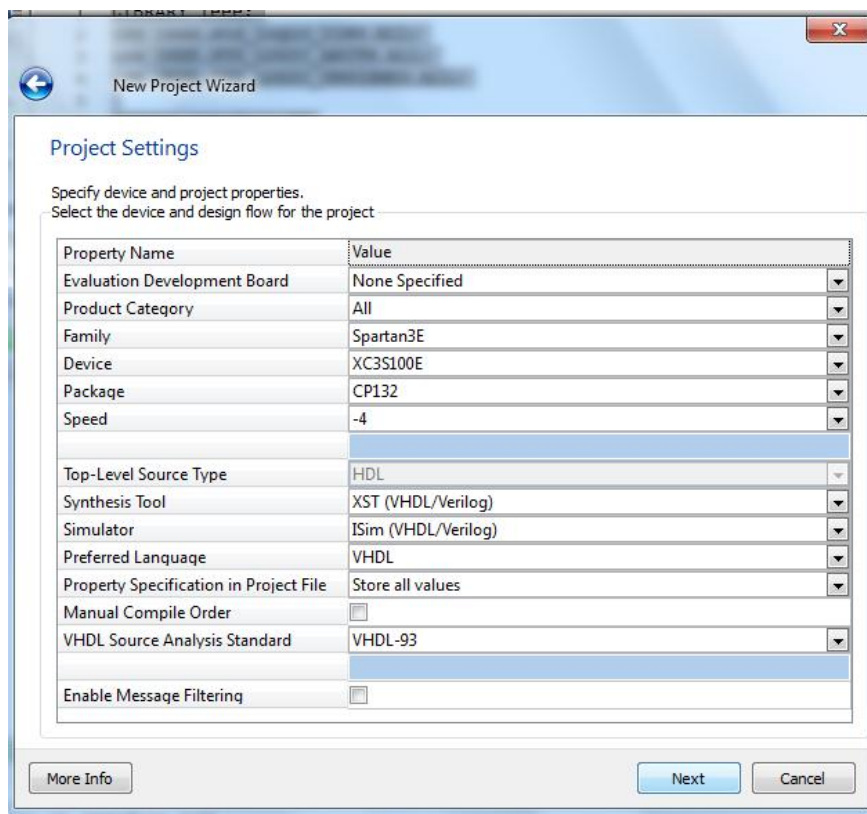 New Project Wizard
Project Settings
Specify device and project properties.
Select the device and design flow for the project
Property Name Value
Evaluation Development Board None Specified
Product Category All
Family Spartan3E
Device XC3S100E
Package CP132
Speed -4
Top-Level Source Type HDL
Synthesis Tool XST (VHDL/Verilog)
Simulator ISim (VHDL/Verilog)
Preferred Language VHDL
Property Specification in Project File Store all values
Manual Compile Order
VHDL Source Analysis Standard VHDL-93
Enable Message Filtering
More Info Next Cancel